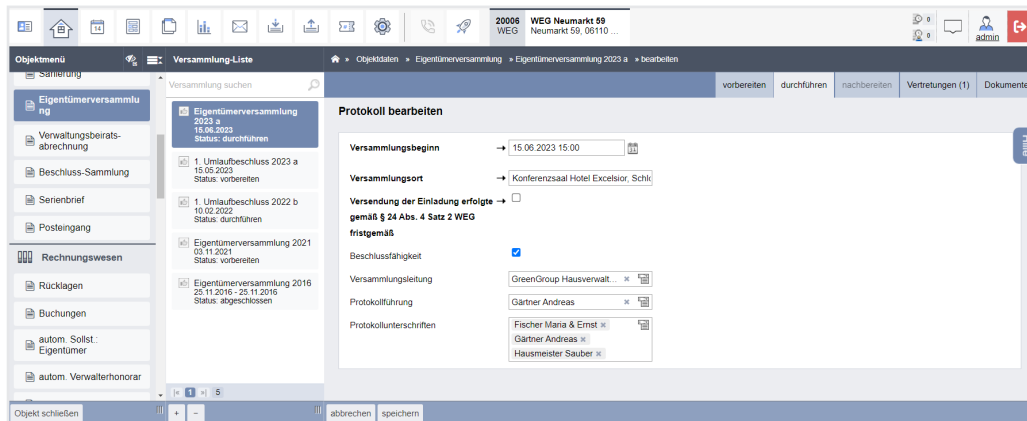 14
20006
WEG
WEG Neumarkt 59
Neumarkt 59, 06110 ...
0
0
admin
Objektmenü
Versammlung-Liste
» Objektdaten » Eigentümerversammlung » Eigentümerversammlung 2023 a » bearbeiten
Sanierung
Eigentümerversammlu
ng
Verwaltungsbeirats-
abrechnung
Beschluss-Sammlung
Serienbrief
Posteingang
Rechnungswesen
Rücklagen
Buchungen
autom. Sollst.:
Eigentümer
autom. Verwalterhonorar
Objekt schließen
Versammlung suchen
Eigentümerversammlung
2023 a
15.06.2023
Status: durchführen
1. Umlaufbeschluss 2023 a
15.05.2023
Status: vorbereiten
1. Umlaufbeschluss 2022 b
10.02.2022
Status: durchführen
Eigentümerversammlung 2021
03.11.2021
Status: vorbereiten
Eigentümerversammlung 2016
25.11.2016 - 25.11.2016
Status: abgeschlossen
1 5
+ −
vorbereiten durchführen nachbereiten Vertretungen (1) Dokumente
Protokoll bearbeiten
Hilfe
Versammlungsbeginn
15.06.2023 15:00
Versammlungsort
Konferenzsaal Hotel Excelsior, Schlo
Versendung der Einladung erfolgte
gemäß § 24 Abs. 4 Satz 2 WEG
fristgemäß
Beschlussfähigkeit
Versammlungsleitung
GreenGroup Hausverwalt... ×
Protokollführung
Gärtner Andreas ×
Protokollunterschriften
Fischer Maria & Ernst ×
Gärtner Andreas ×
Hausmeister Sauber ×
abbrechen speichern